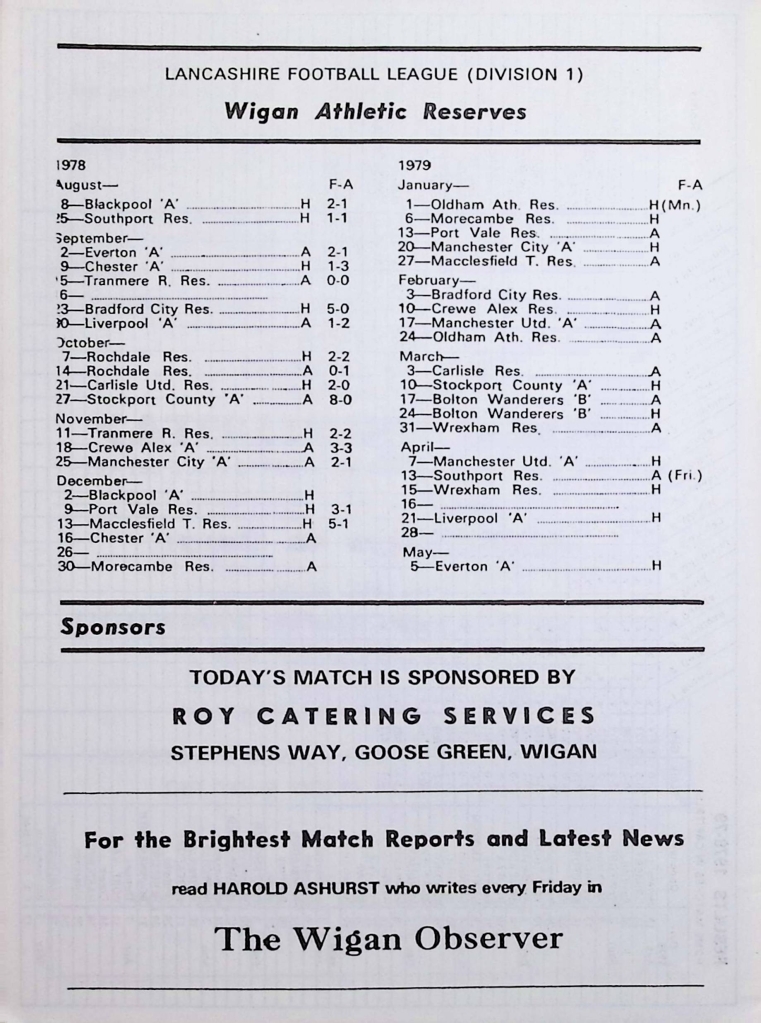 LANCASHIRE FOOTBALL LEAGUE (DIVISION 1)
Wigan Athletic Reserves
1978
August— F-A
8—Blackpool 'A' H 2-1
5—Southport Res. H 1-1
September—
2—Everton 'A' A 2-1
9—Chester 'A' H 1-3
5—Tranmere R. Res. A 0-0
6—
3—Bradford City Res. H 5-0
0—Liverpool 'A' A 1-2
October—
7—Rochdale Res. H 2-2
14—Rochdale Res. A 0-1
21—Carlisle Utd. Res. H 2-0
27—Stockport County 'A' A 8-0
November—
11—Tranmere R. Res. H 2-2
18—Crewe Alex 'A' A 3-3
25—Manchester City 'A' A 2-1
December—
2—Blackpool 'A' H
9—Port Vale Res. H 3-1
13—Macclesfield T. Res. H 5-1
16—Chester 'A' A
26—
30—Morecambe Res. A
1979
January— F-A
1—Oldham Ath. Res. H (Mn.)
6—Morecambe Res. H
13—Port Vale Res. A
20—Manchester City 'A' H
27—Macclesfield T. Res. A
February—
3—Bradford City Res. A
10—Crewe Alex Res. H
17—Manchester Utd. 'A' A
24—Oldham Ath. Res. A
March—
3—Carlisle Res. A
10—Stockport County 'A' H
17—Bolton Wanderers 'B' A
24—Bolton Wanderers 'B' H
31—Wrexham Res. A
April—
7—Manchester Utd. 'A' H
13—Southport Res. A (Fri.)
15—Wrexham Res. H
16—
21—Liverpool 'A' H
28—
May—
5—Everton 'A' H
Sponsors
TODAY'S MATCH IS SPONSORED BY
ROY CATERING SERVICES
STEPHENS WAY, GOOSE GREEN, WIGAN
For the Brightest Match Reports and Latest News
read HAROLD ASHURST who writes every Friday in
The Wigan Observer